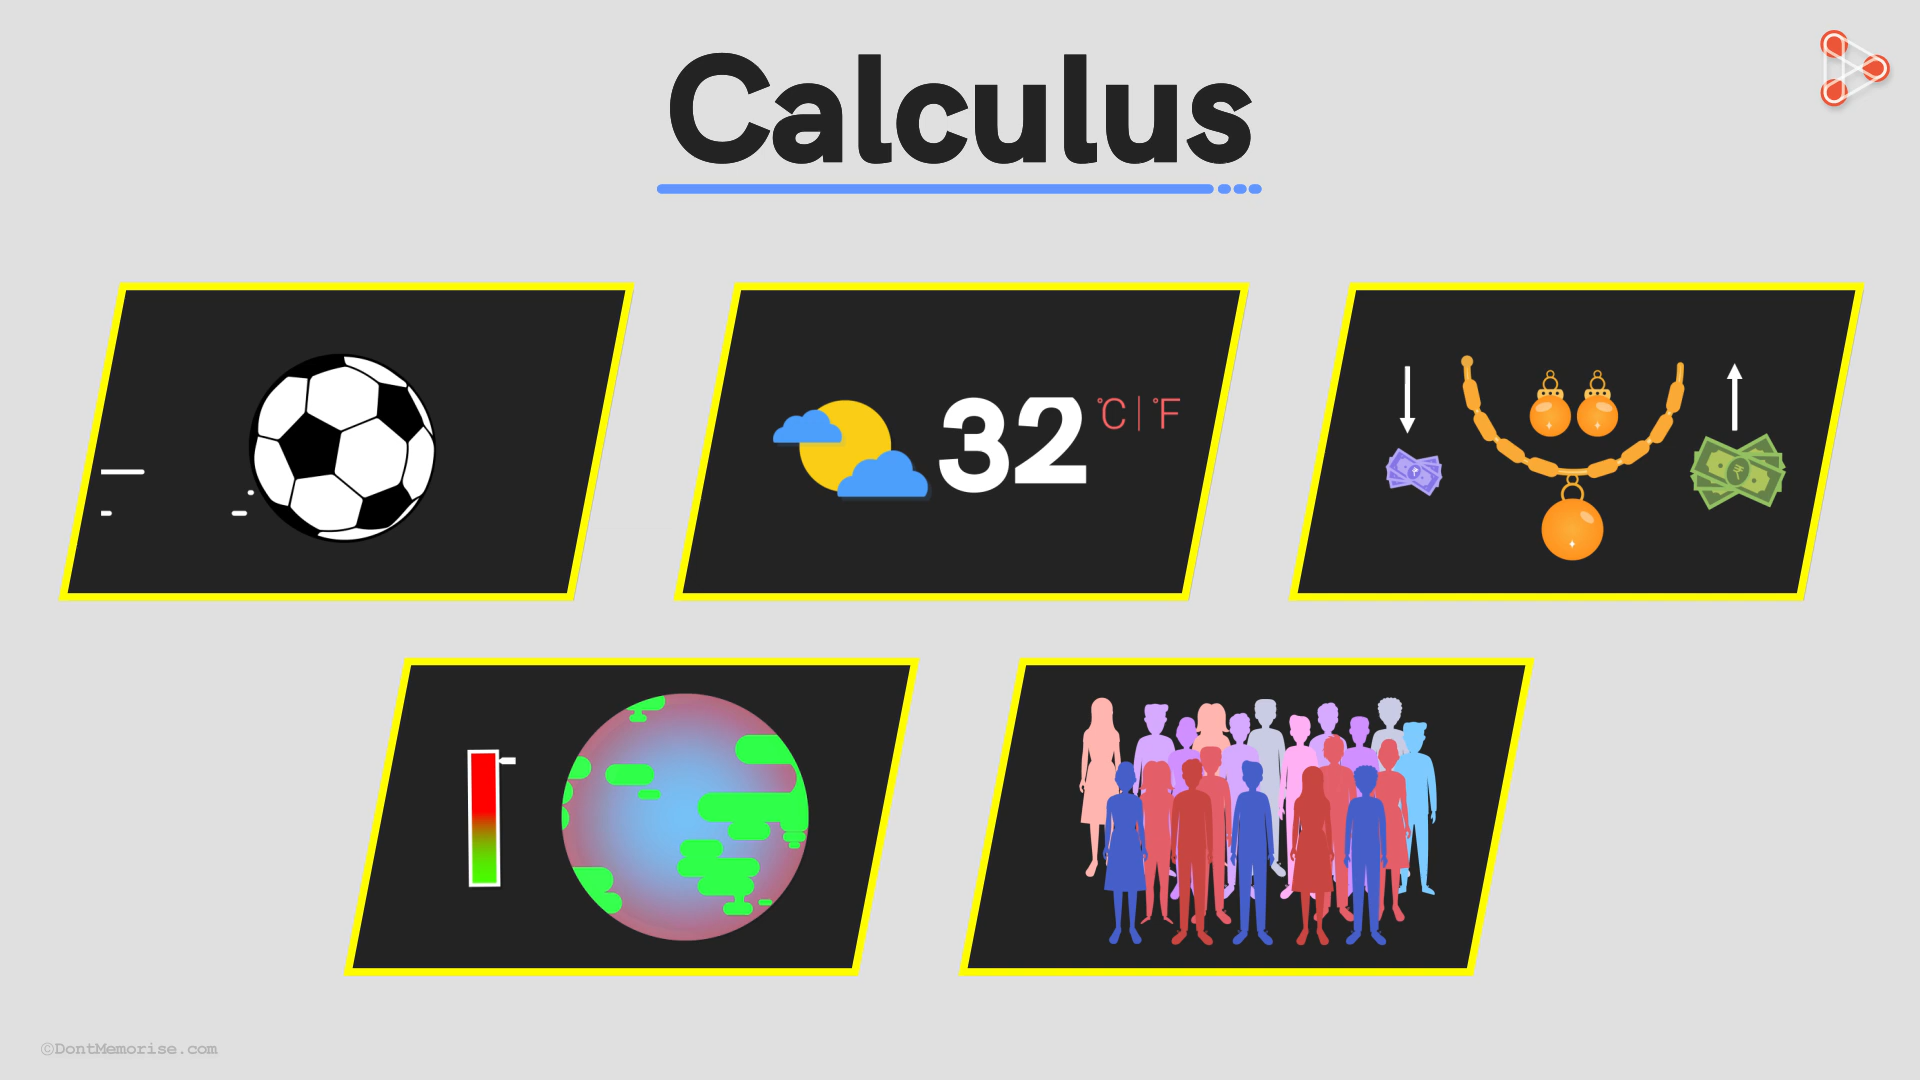 Calculus
32 °C|°F
₹
₹
©DontMemorise.com